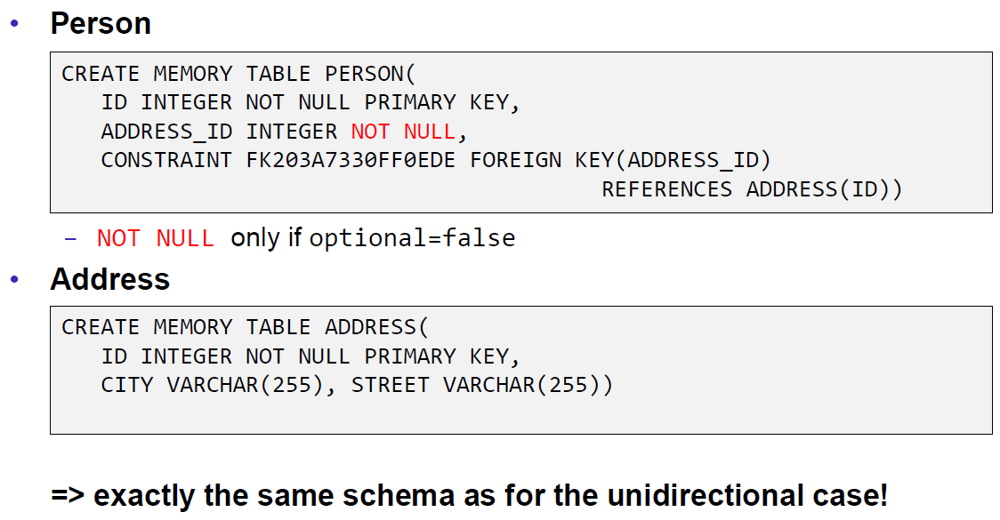 • Person
CREATE MEMORY TABLE PERSON(
ID INTEGER NOT NULL PRIMARY KEY,
ADDRESS_ID INTEGER NOT NULL,
CONSTRAINT FK203A7330FF0EDE FOREIGN KEY(ADDRESS_ID)
REFERENCES ADDRESS(ID))
– NOT NULL only if optional=false
• Address
CREATE MEMORY TABLE ADDRESS(
ID INTEGER NOT NULL PRIMARY KEY,
CITY VARCHAR(255), STREET VARCHAR(255))
=> exactly the same schema as for the unidirectional case!